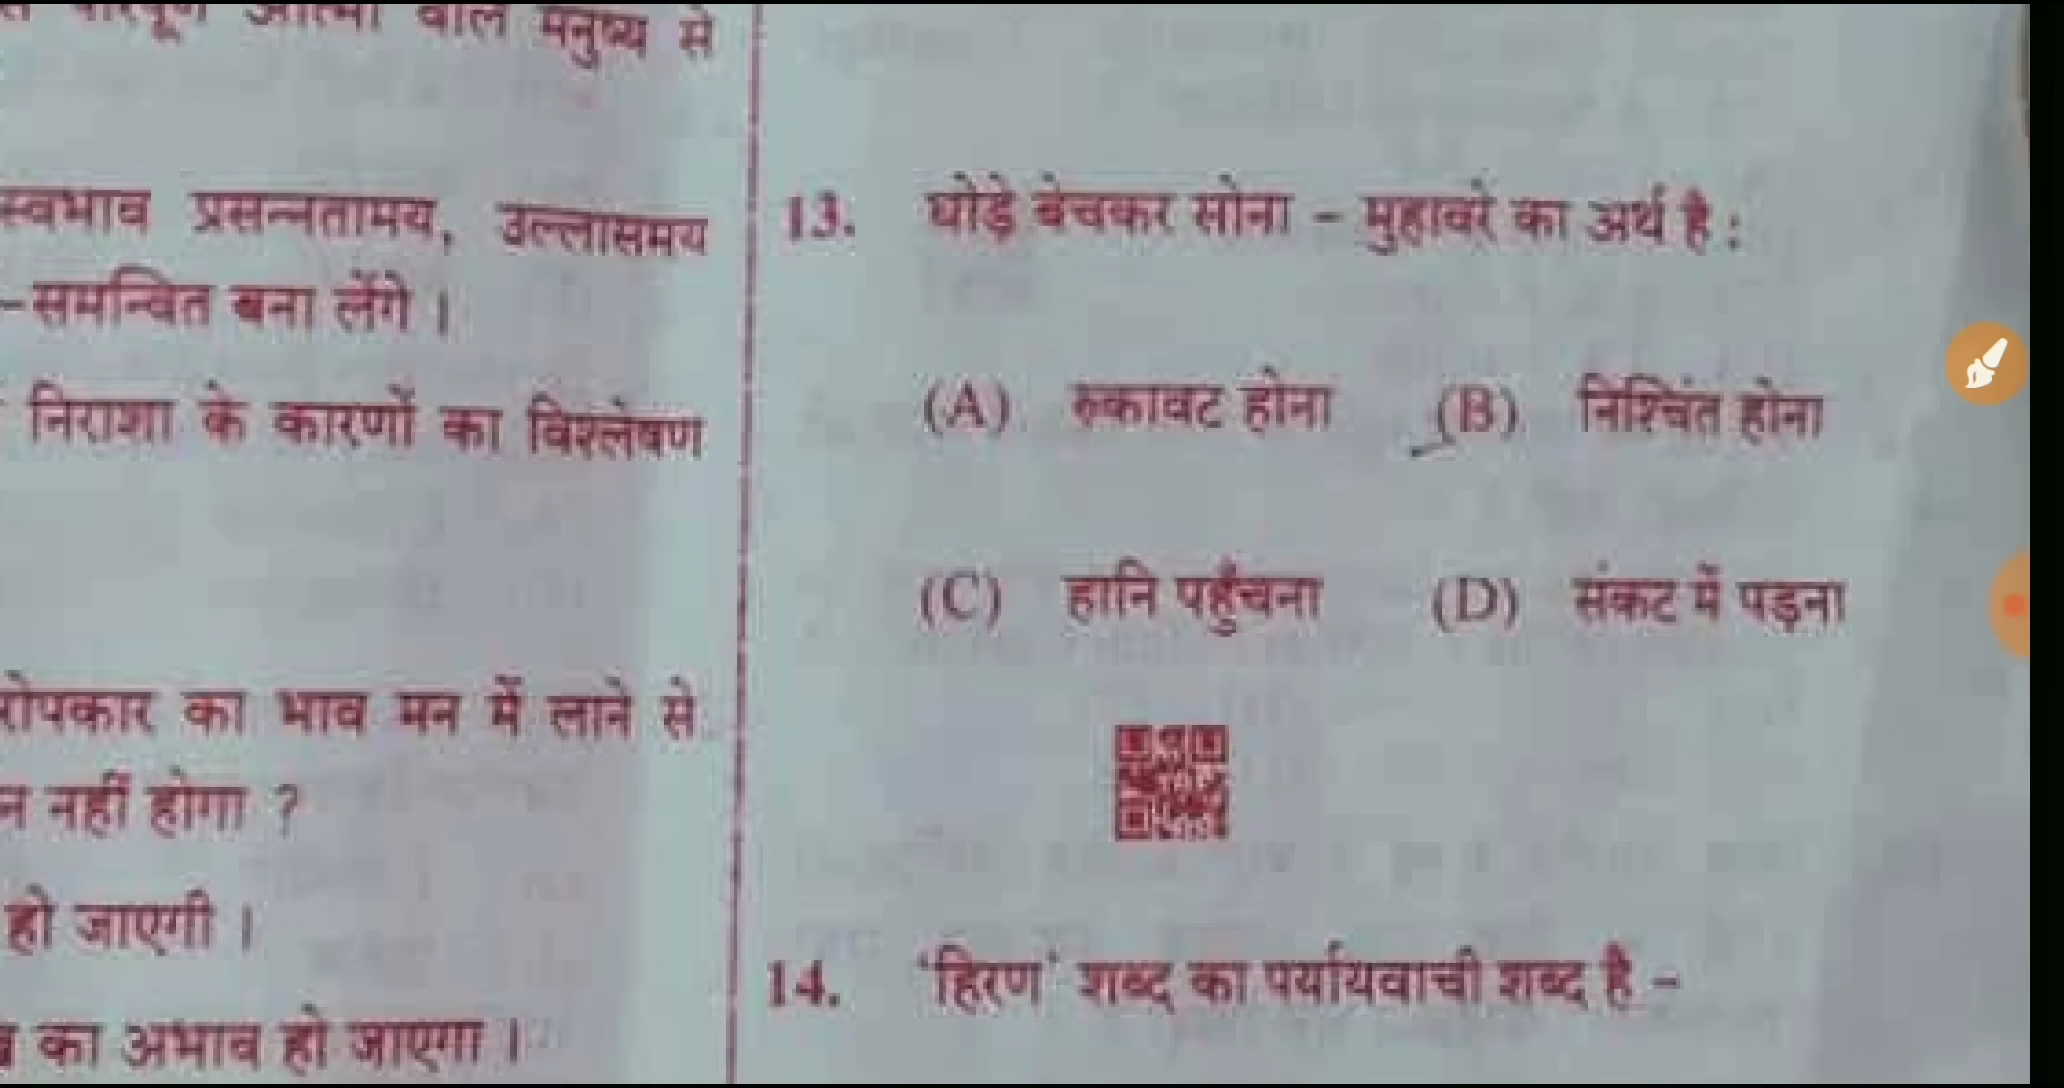 वाले मनुष्य से
स्वभाव प्रसन्नतामय, उल्लासमय
-समन्वित बना लेंगे ।
निराशा के कारणों का विश्लेषण
का भाव मन में लाने से
नहीं होगा ?
हो जाएगी ।
का अभाव हो जाएगा ।
13. घोड़े बेचकर सोना - मुहावरे का अर्थ है :
(A) रुकावट होना (B) निश्चिंत होना
(C) हानि पहुँचना (D) संकट में पड़ना
14. 'हिरण' शब्द का पर्यायवाची शब्द है -